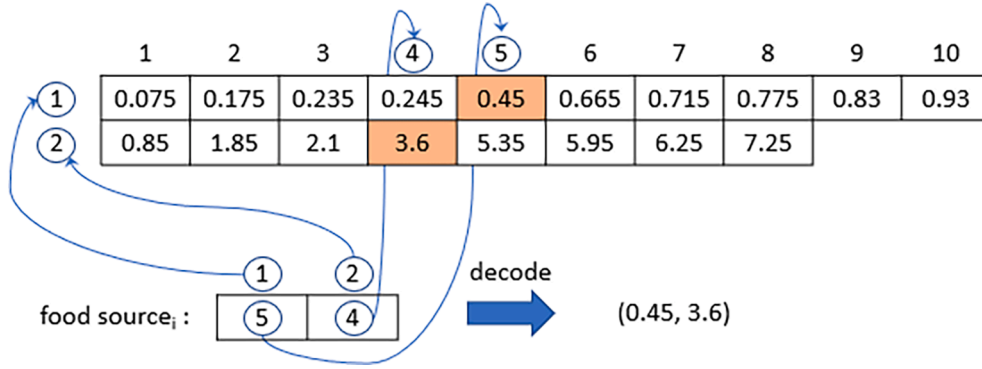 1 2 3 4 5 6 7 8 9 10
1 0.075 0.175 0.235 0.245 0.45 0.665 0.715 0.775 0.83 0.93
2 0.85 1.85 2.1 3.6 5.35 5.95 6.25 7.25
1 2 decode
food sourceᵢ : 5 4 (0.45, 3.6)